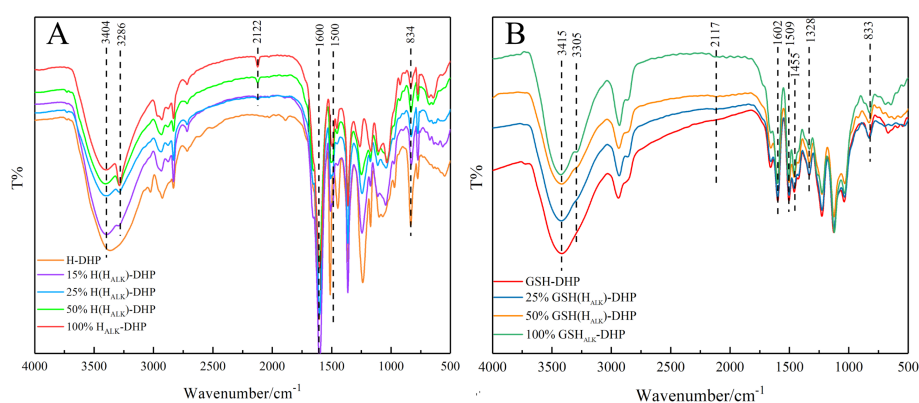 A
3404
3286
2122
1600
1500
834
H-DHP
15% H(HALK)-DHP
25% H(HALK)-DHP
50% H(HALK)-DHP
100% HALK-DHP
T%
4000 3500 3000 2500 2000 1500 1000 500
Wavenumber/cm-1
B
3415
3305
2117
1602
1509
1455
1328
833
GSH-DHP
25% GSH(HALK)-DHP
50% GSH(HALK)-DHP
100% GSHALK-DHP
T%
4000 3500 3000 2500 2000 1500 1000 500
Wavenumber/cm-1